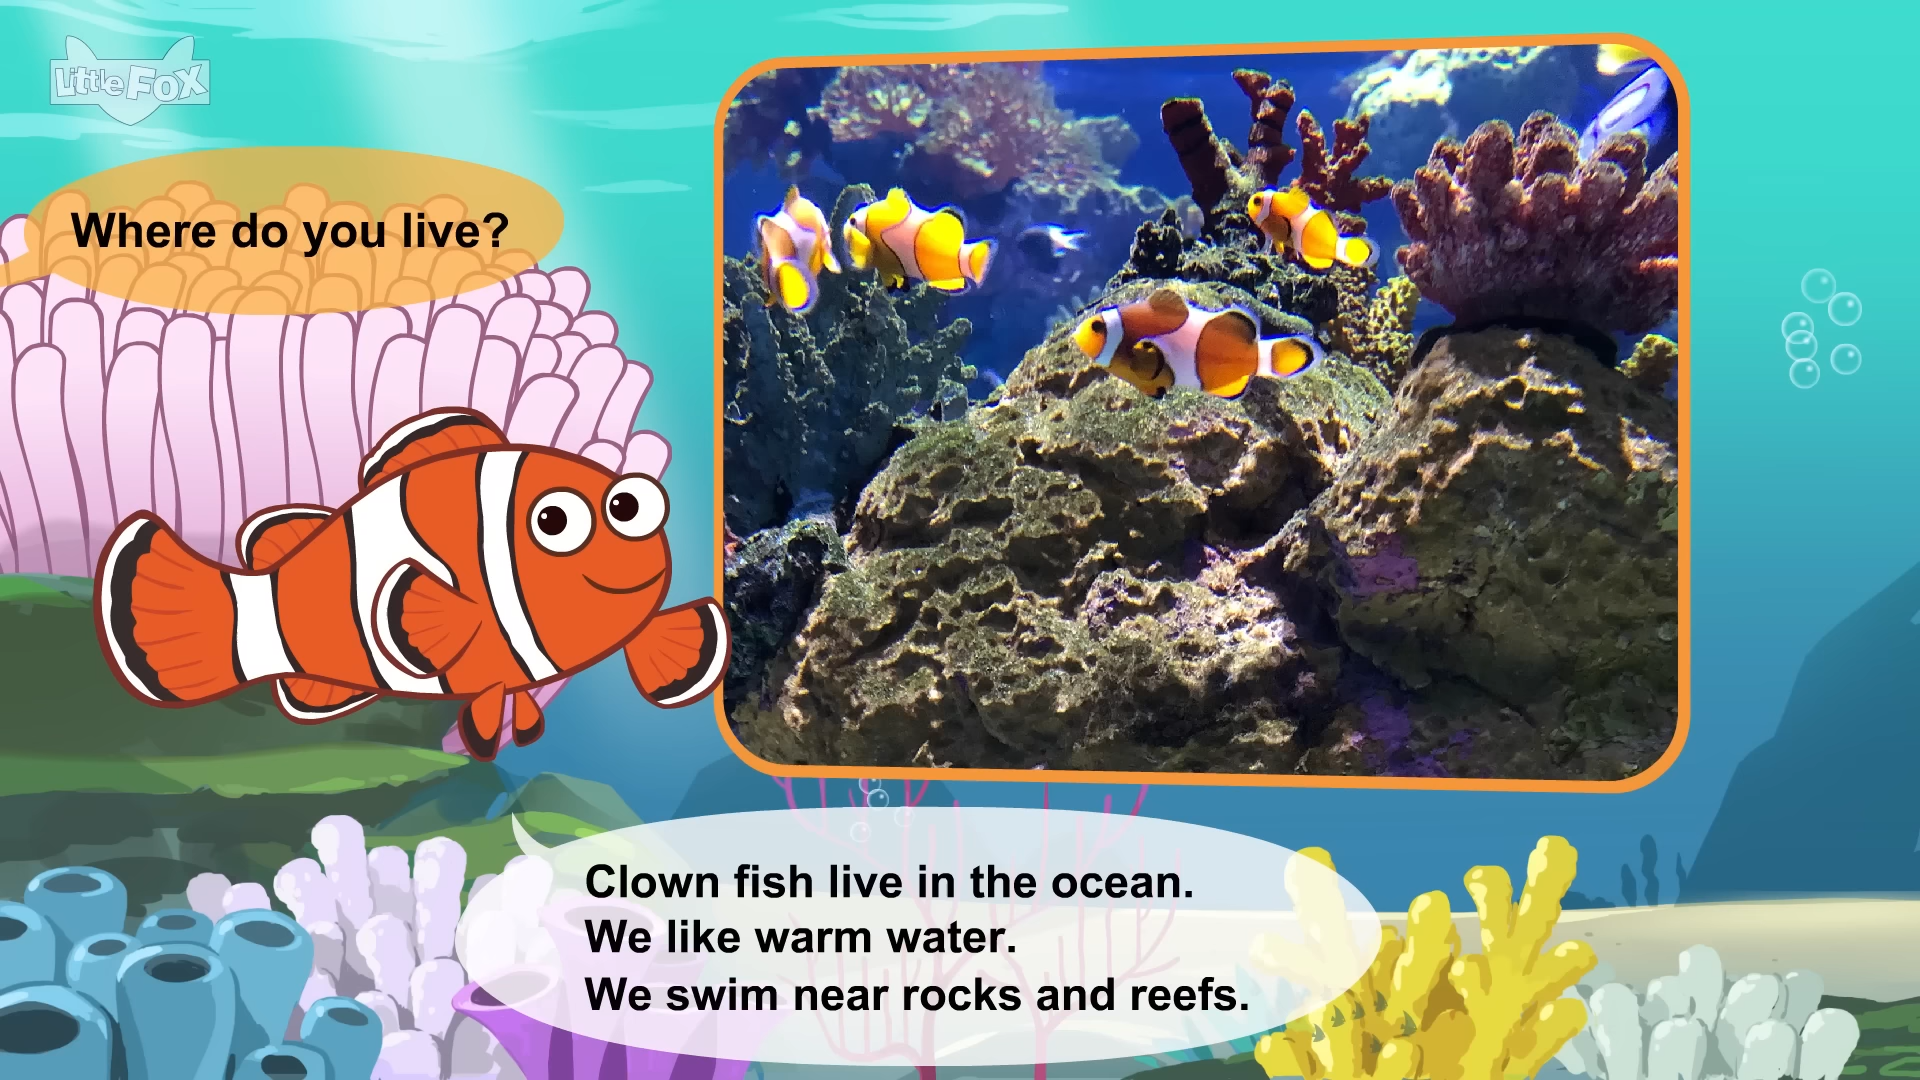 Little Fox
Where do you live?
Clown fish live in the ocean.
We like warm water.
We swim near rocks and reefs.